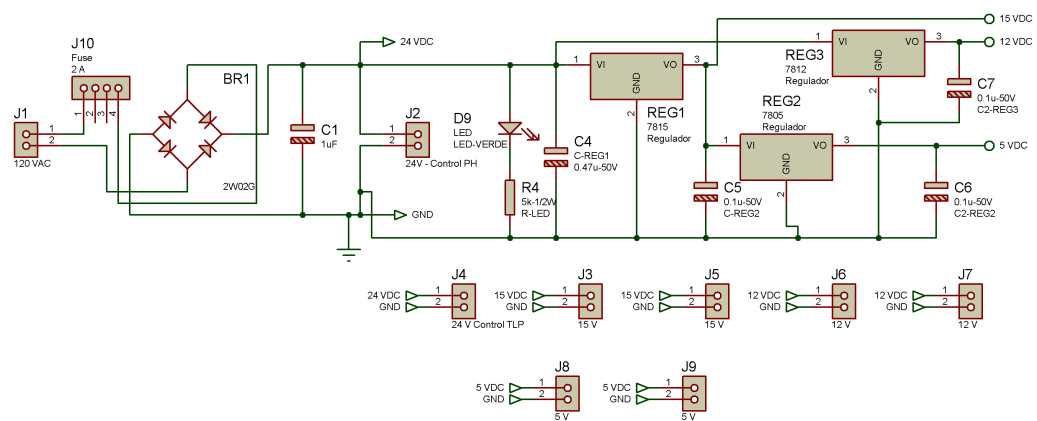 J10
Fuse
2 A
1
2
3
4
J1
1
2
120 VAC
BR1
2W02G
C1
1uF
24 VDC
J2
1
2
24V - Control PH
GND
D9
LED
LED-VERDE
R4
5k-1/2W
R-LED
C4
C-REG1
0.47u-50V
1
VI
VO
3
GND
2
REG1
7815
Regulador
REG3
7812
Regulador
1
VI
VO
3
GND
2
15 VDC
12 VDC
C7
0.1u-50V
C2-REG3
REG2
7805
Regulador
1
VI
VO
3
GND
2
5 VDC
C5
0.1u-50V
C-REG2
C6
0.1u-50V
C2-REG2
J4
24 VDC
1
GND
2
24 V Control TLP
J3
15 VDC
1
GND
2
15 V
J5
15 VDC
1
GND
2
15 V
J6
12 VDC
1
GND
2
12 V
J7
12 VDC
1
GND
2
12 V
J8
5 VDC
1
GND
2
5 V
J9
5 VDC
1
GND
2
5 V